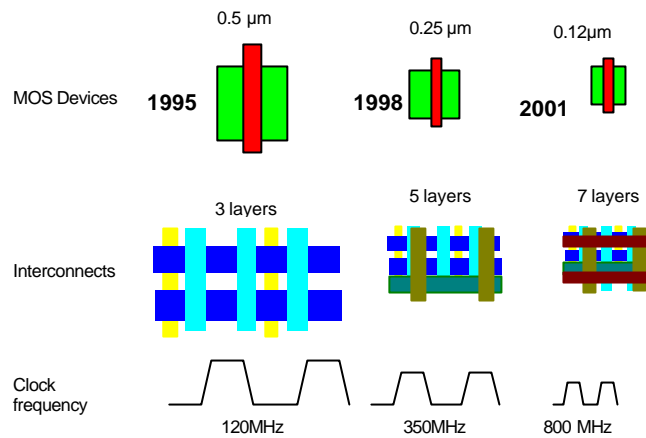 0.5 µm
0.25 µm
0.12µm
MOS Devices
1995
1998
2001
3 layers
5 layers
7 layers
Interconnects
Clock
frequency
120MHz
350MHz
800 MHz